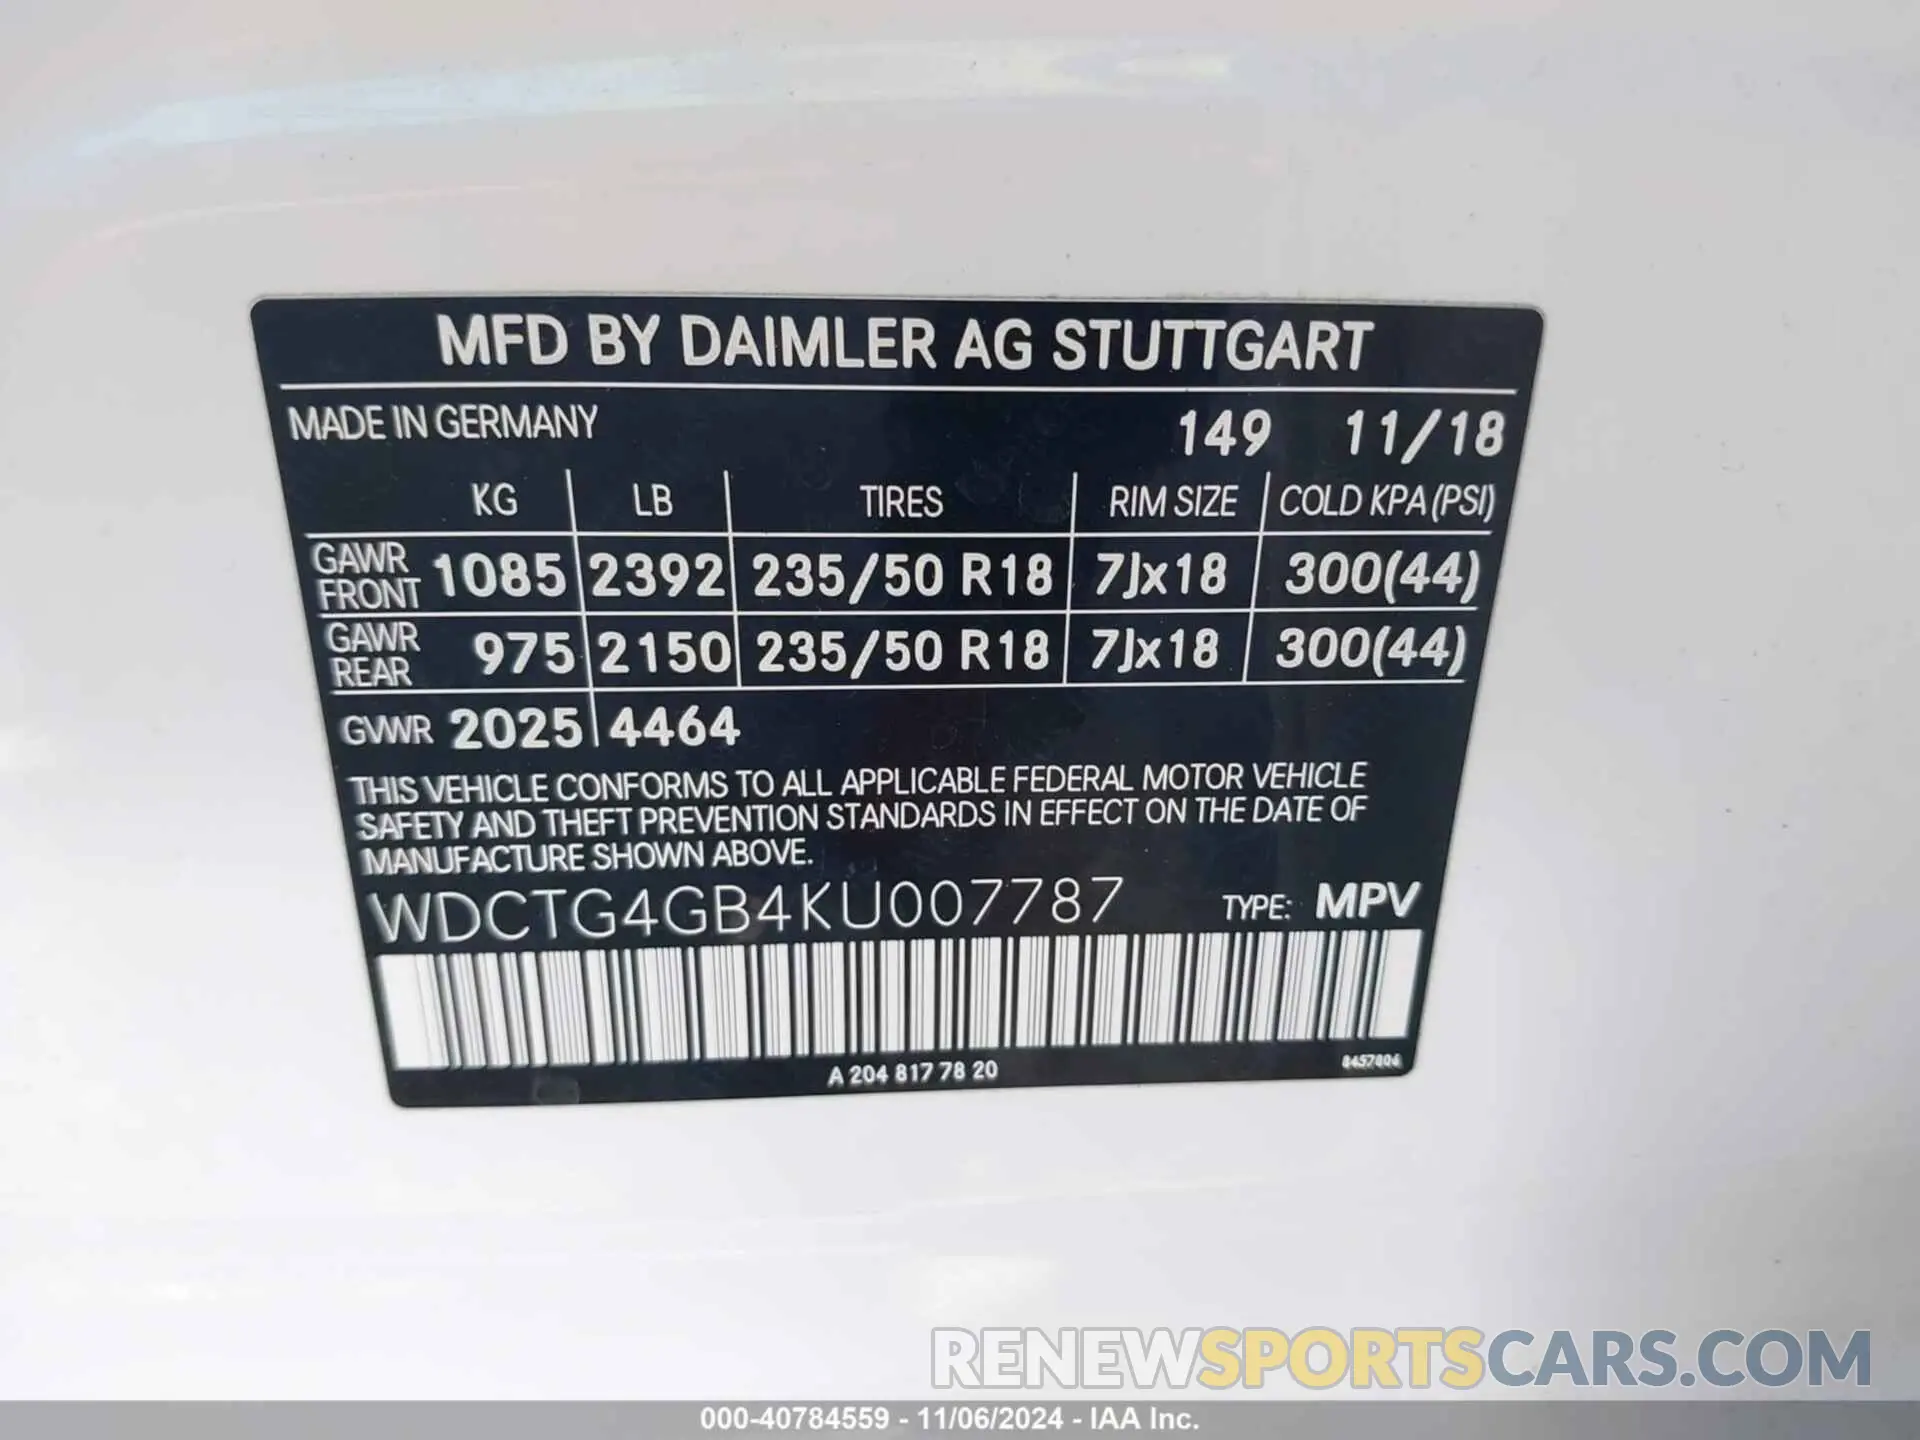 MFD BY DAIMLER AG STUTTGART
MADE IN GERMANY 149 11/18
KG LB TIRES RIM SIZE COLD KPA (PSI)
GAWR FRONT 1085 2392 235/50 R18 7Jx18 300(44)
GAWR REAR 975 2150 235/50 R18 7Jx18 300(44)
GVWR 2025 4464
THIS VEHICLE CONFORMS TO ALL APPLICABLE FEDERAL MOTOR VEHICLE
SAFETY AND THEFT PREVENTION STANDARDS IN EFFECT ON THE DATE OF
MANUFACTURE SHOWN ABOVE.
WDCTG4GB4KU007787 TYPE: MPV
A 204 817 78 20 8457806
RENEWSPORTSCARS.COM
000-40784559 - 11/06/2024 - IAA Inc.